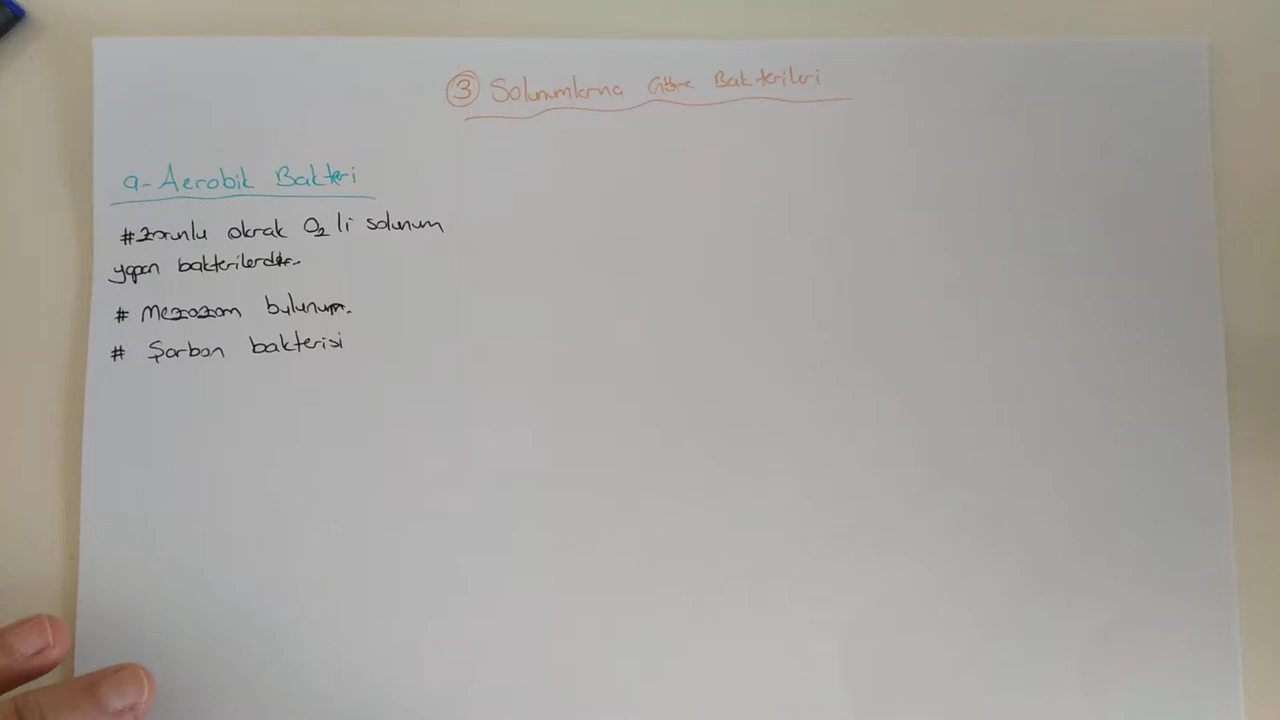 ③ Solunumlarına Göre Bakterileri
a- Aerobik Bakteri
# Zorunlu olarak O₂ li solunum
yapan bakterilerdir.
# Mezozom bulunur.
# Şarbon bakterisi